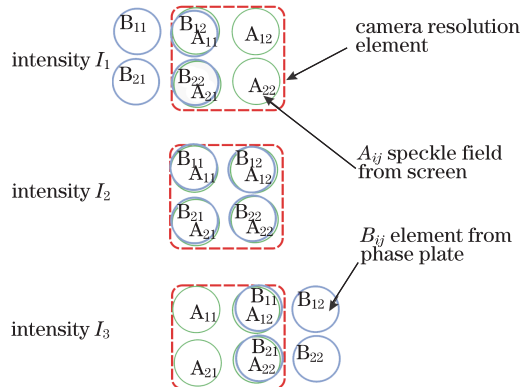 B₁₁ B₁₂ A₁₁ A₁₂
intensity I₁
B₂₁ B₂₂ A₂₁ A₂₂
camera resolution
element
A_ij speckle field
from screen
B₁₁ A₁₁ B₁₂ A₁₂
intensity I₂
B₂₁ A₂₁ B₂₂ A₂₂
B_ij element from
phase plate
A₁₁ B₁₁ A₁₂ B₁₂
intensity I₃
A₂₁ B₂₁ A₂₂ B₂₂